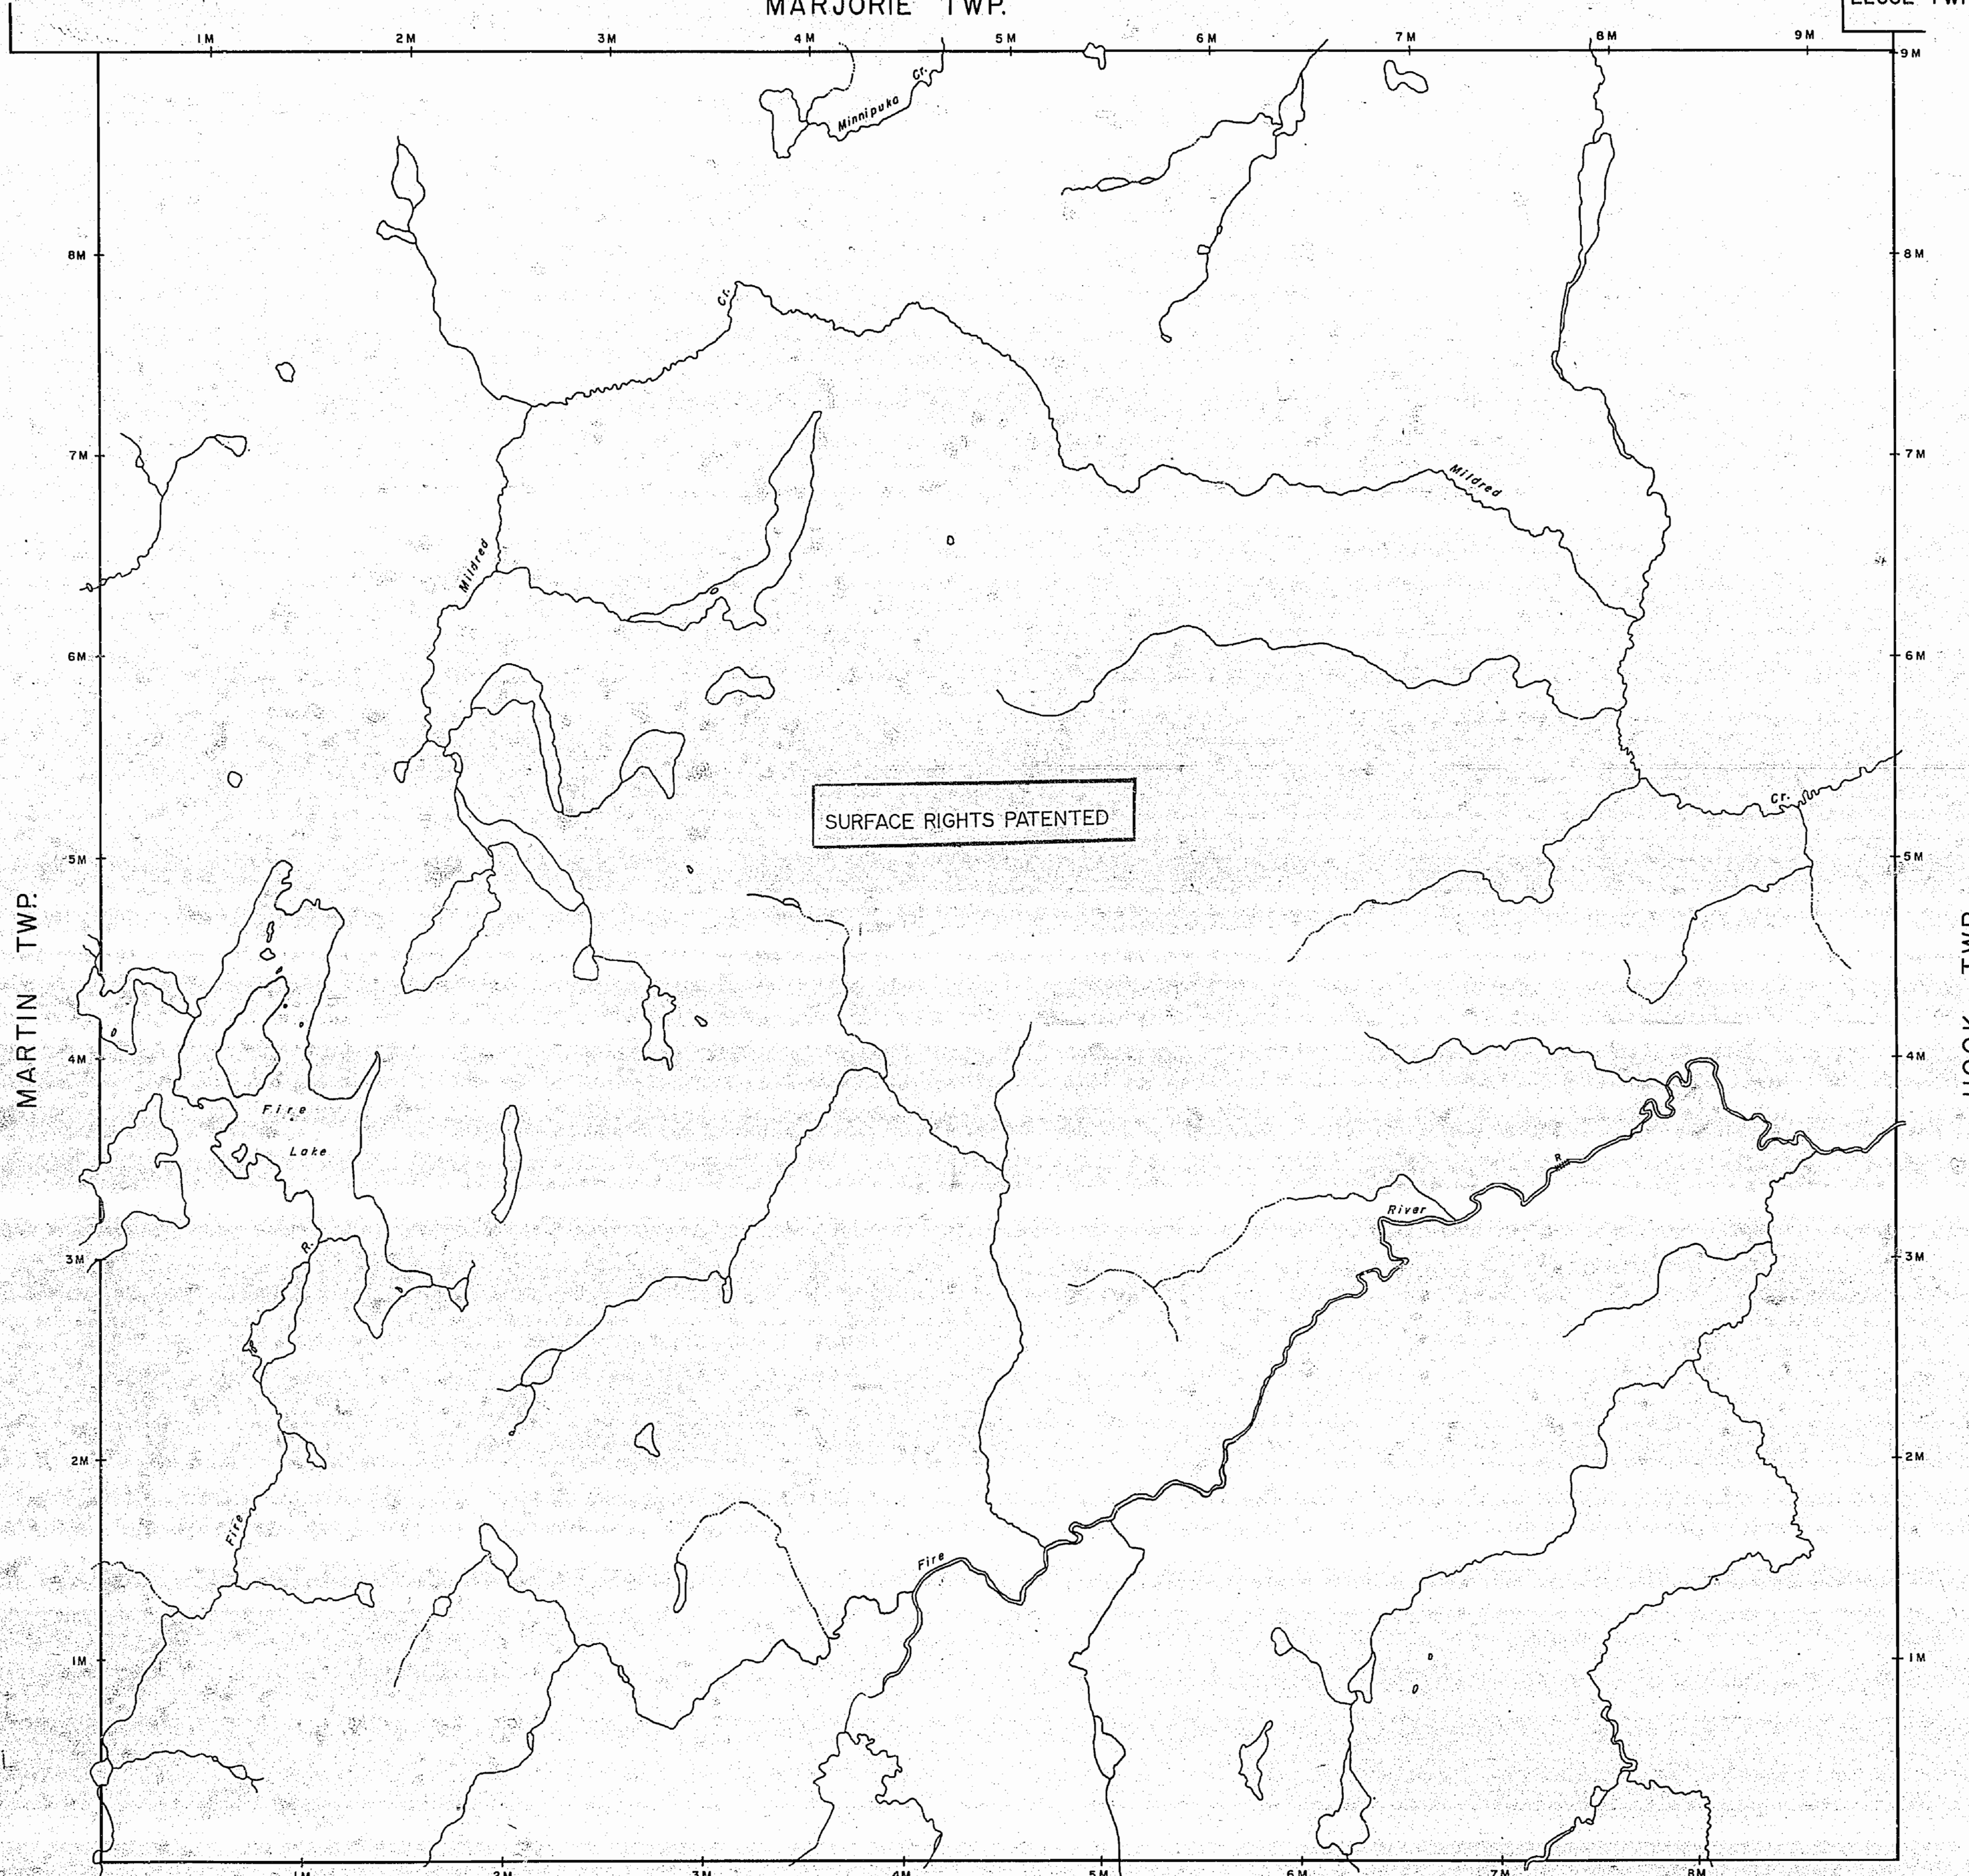 MARJORIE TWP.
1M 2M 3M 4M 5M 6M 7M 8M 9M
9M
Cr.
Minnipuka
8M 8M
Cr.
7M 7M
Mildred
Mildred
6M 6M
SURFACE RIGHTS PATENTED
Cr.
5M 5M
MARTIN TWP.
4M 4M
Fire
Lake
R.
River
R.
3M 3M
2M 2M
Fire
Fire
1M 1M
1M 2M 3M 4M 5M 6M 7M 8M